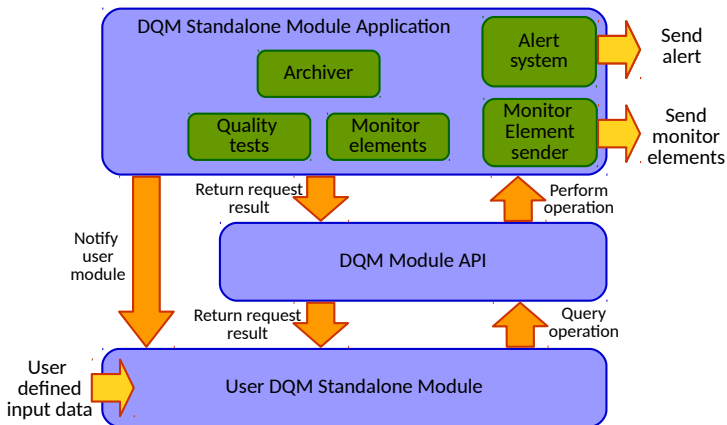 DQM Standalone Module Application
Alert
system
Send
alert
Archiver
Quality
tests
Monitor
elements
Monitor
Element
sender
Send
monitor
elements
Return request
result
Perform
operation
Notify
user
module
DQM Module API
Return request
result
Query
operation
User
defined
input data
User DQM Standalone Module